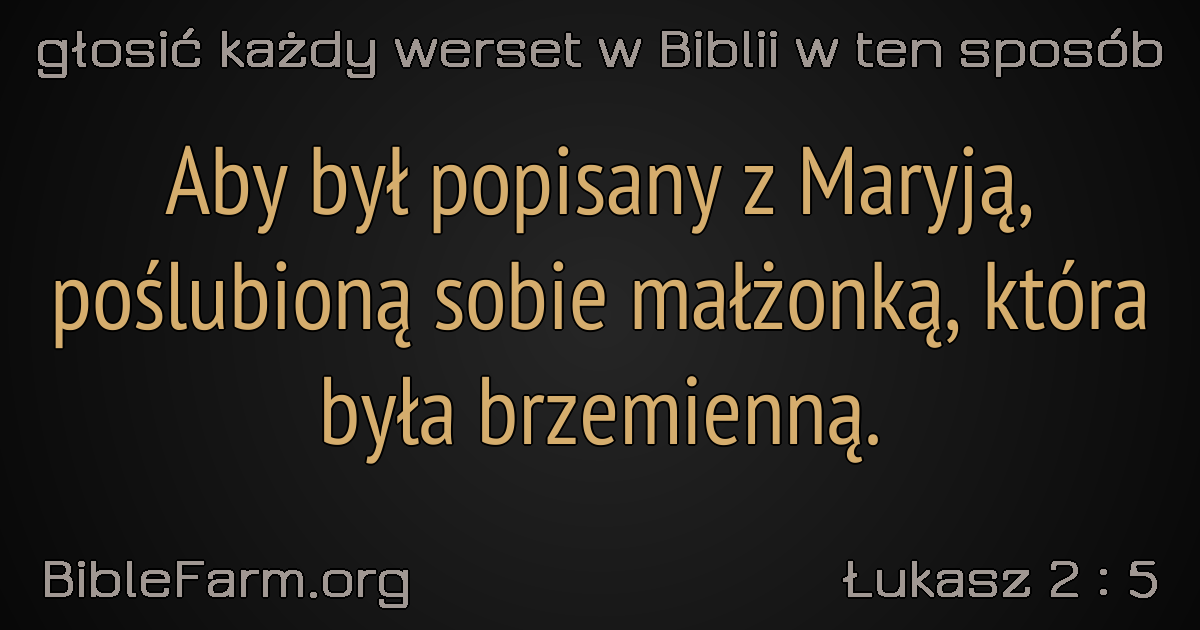 głosić każdy werset w Biblii w ten sposób
Aby był popisany z Maryją,
poślubioną sobie małżonką, która
była brzemienną.
BibleFarm.org
Łukasz 2 : 5